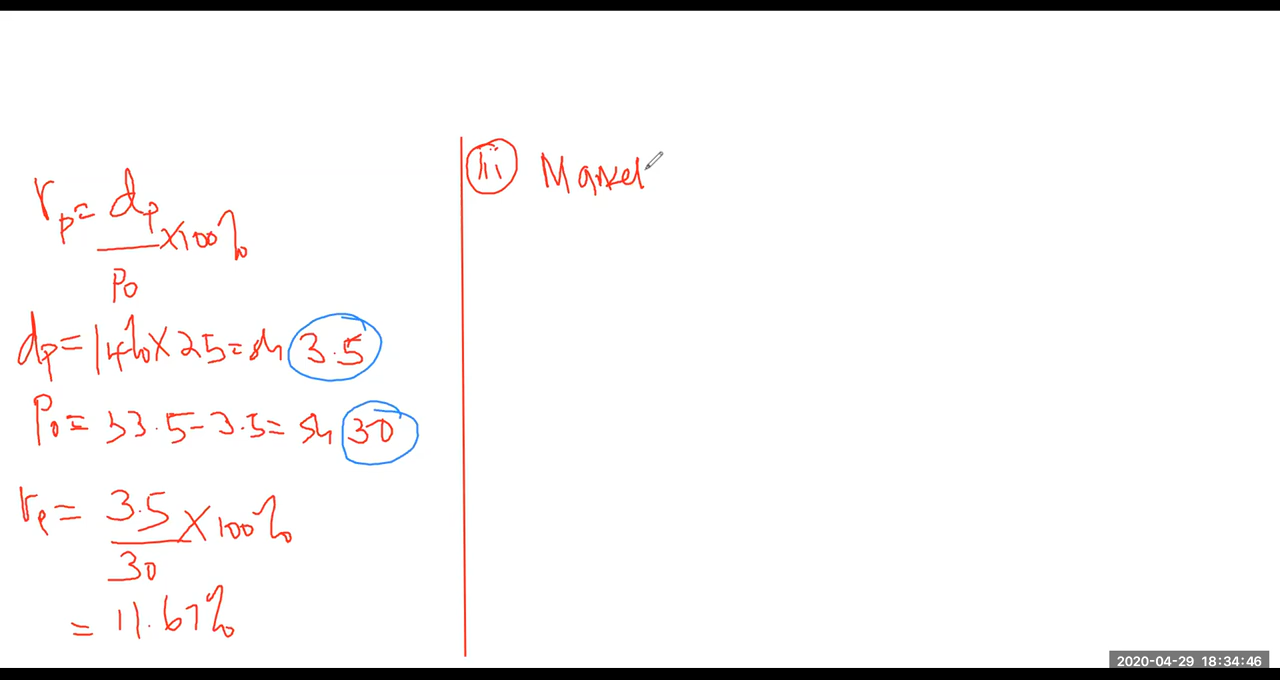 rp = dp/P0 × 100%
dp = 14% × 25 = sh 3.5
P0 = 33.5 - 3.5 = sh 30
rp = 3.5/30 × 100%
= 11.67%
iii Market
2020-04-29 18:34:46